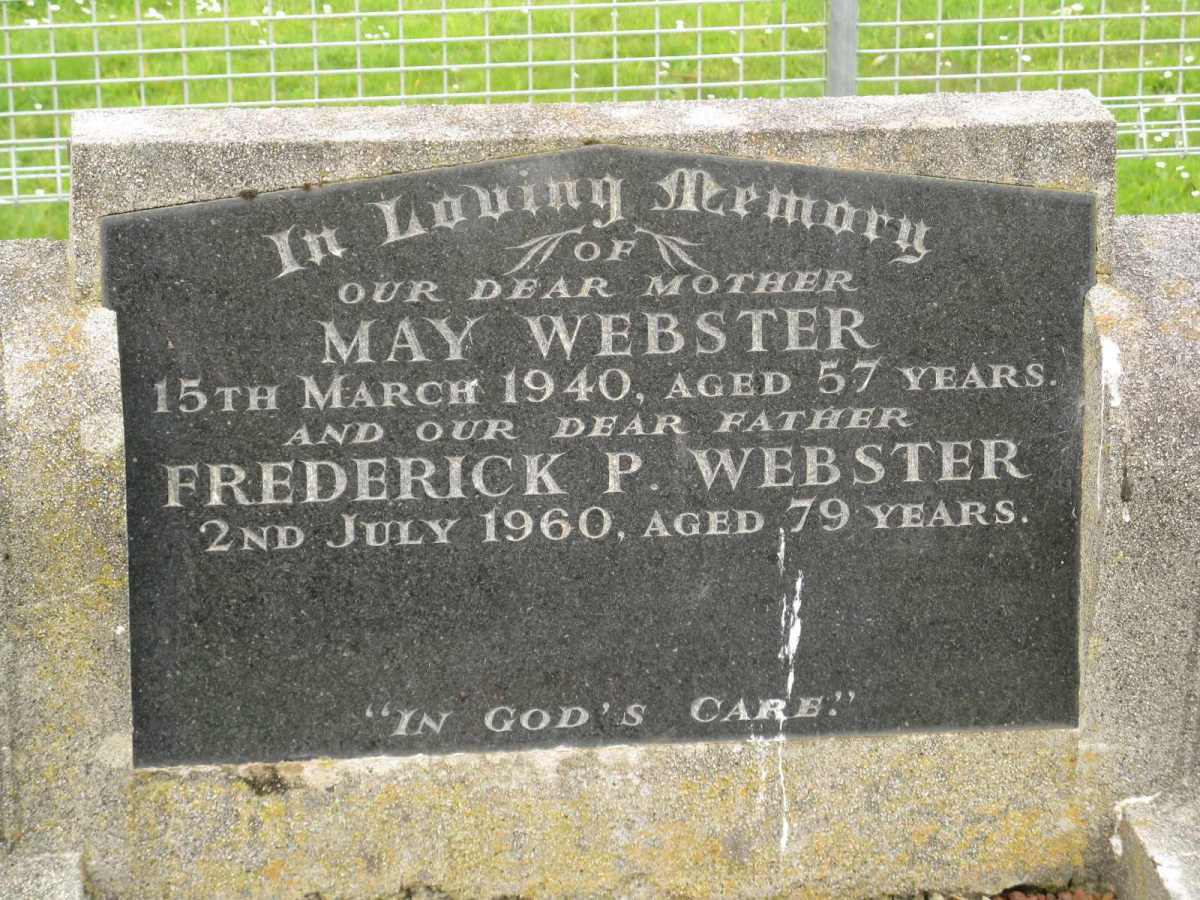 In Loving Memory
OF
OUR DEAR MOTHER
MAY WEBSTER
15TH MARCH 1940, AGED 57 YEARS.
AND OUR DEAR FATHER
FREDERICK P. WEBSTER
2ND JULY 1960, AGED 79 YEARS.
"IN GOD'S CARE."